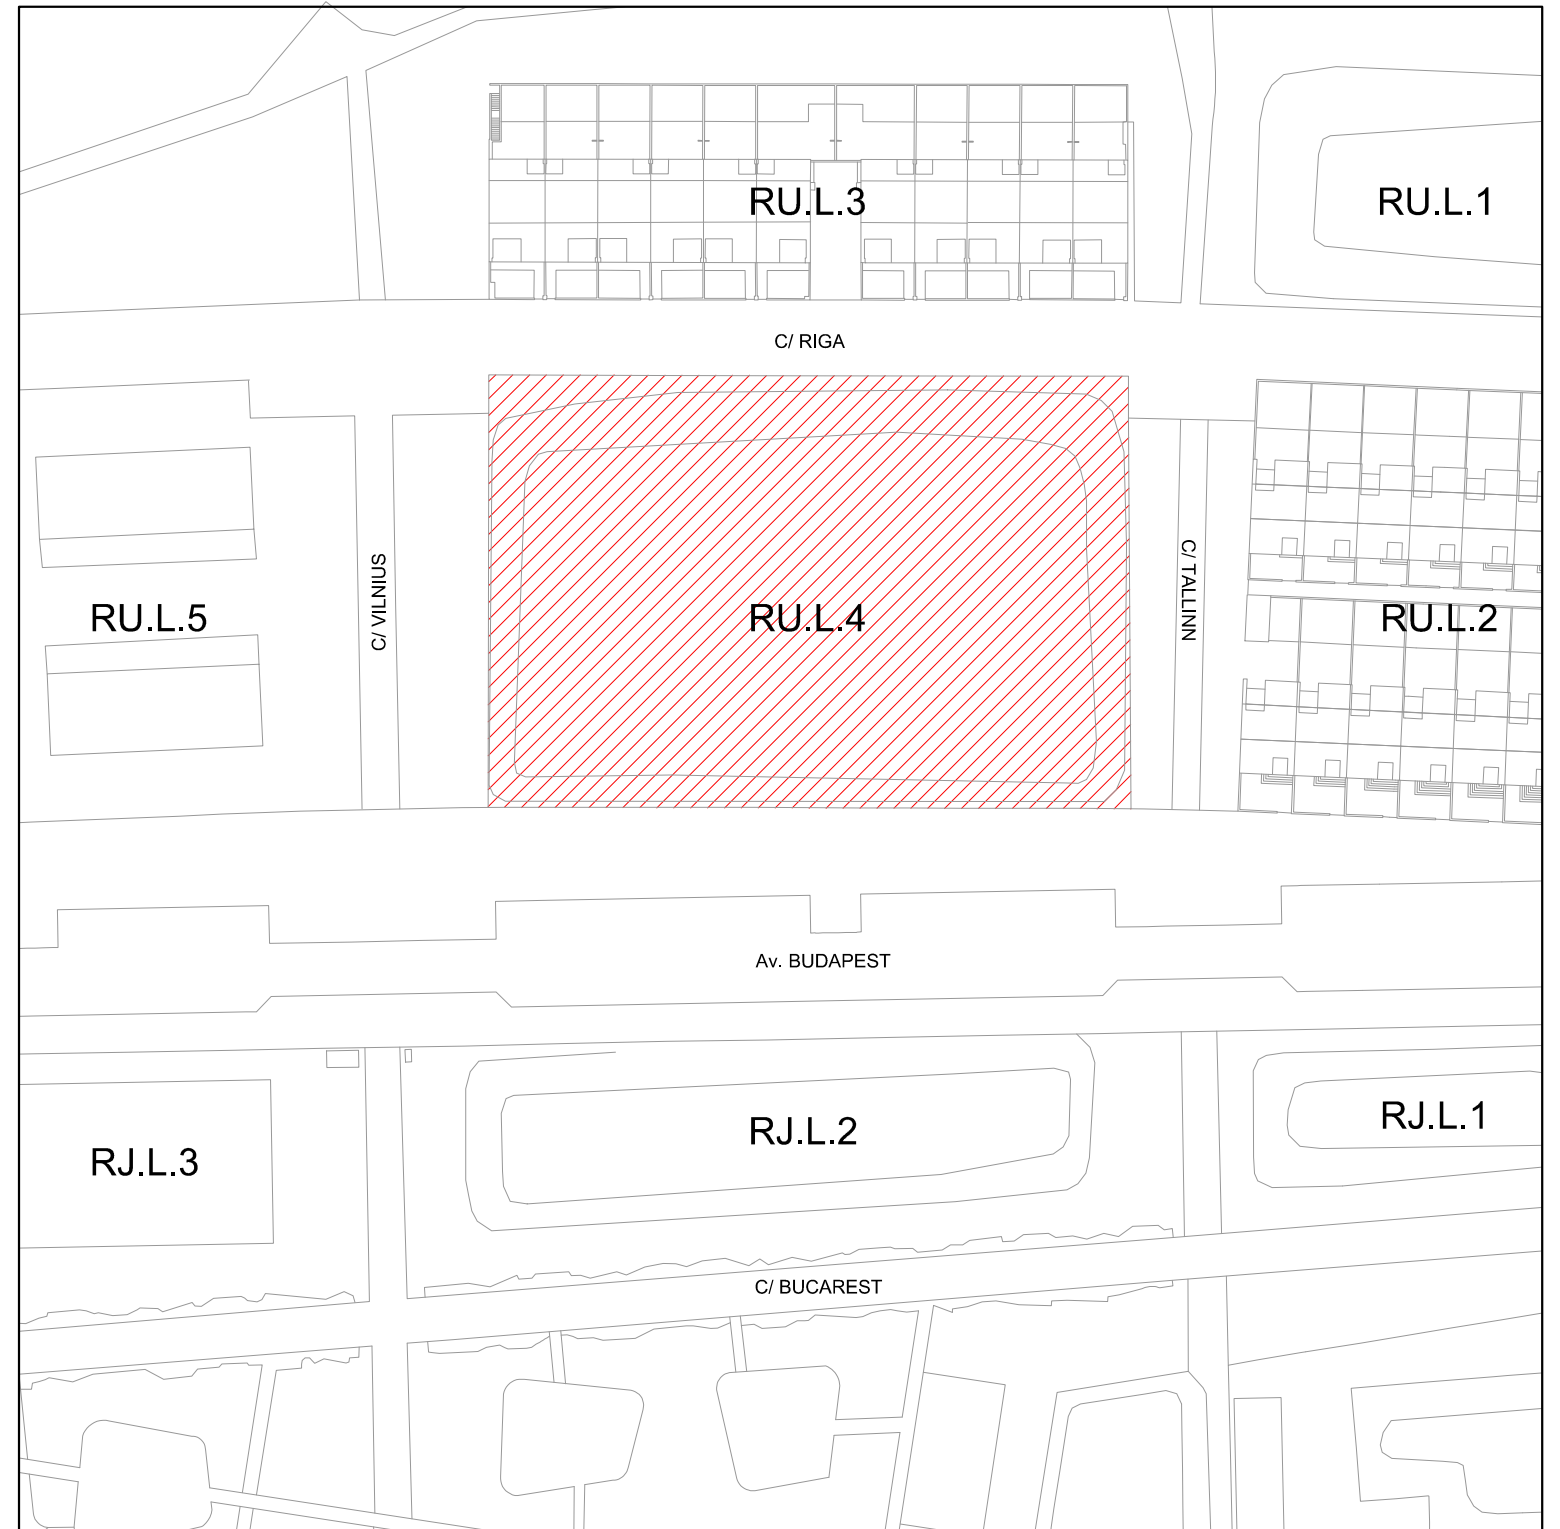 RU.L.3
RU.L.1
C/ RIGA
C/ VILNIUS
C/ TALLINN
RU.L.5
RU.L.4
RU.L.2
Av. BUDAPEST
RJ.L.3
RJ.L.2
RJ.L.1
C/ BUCAREST